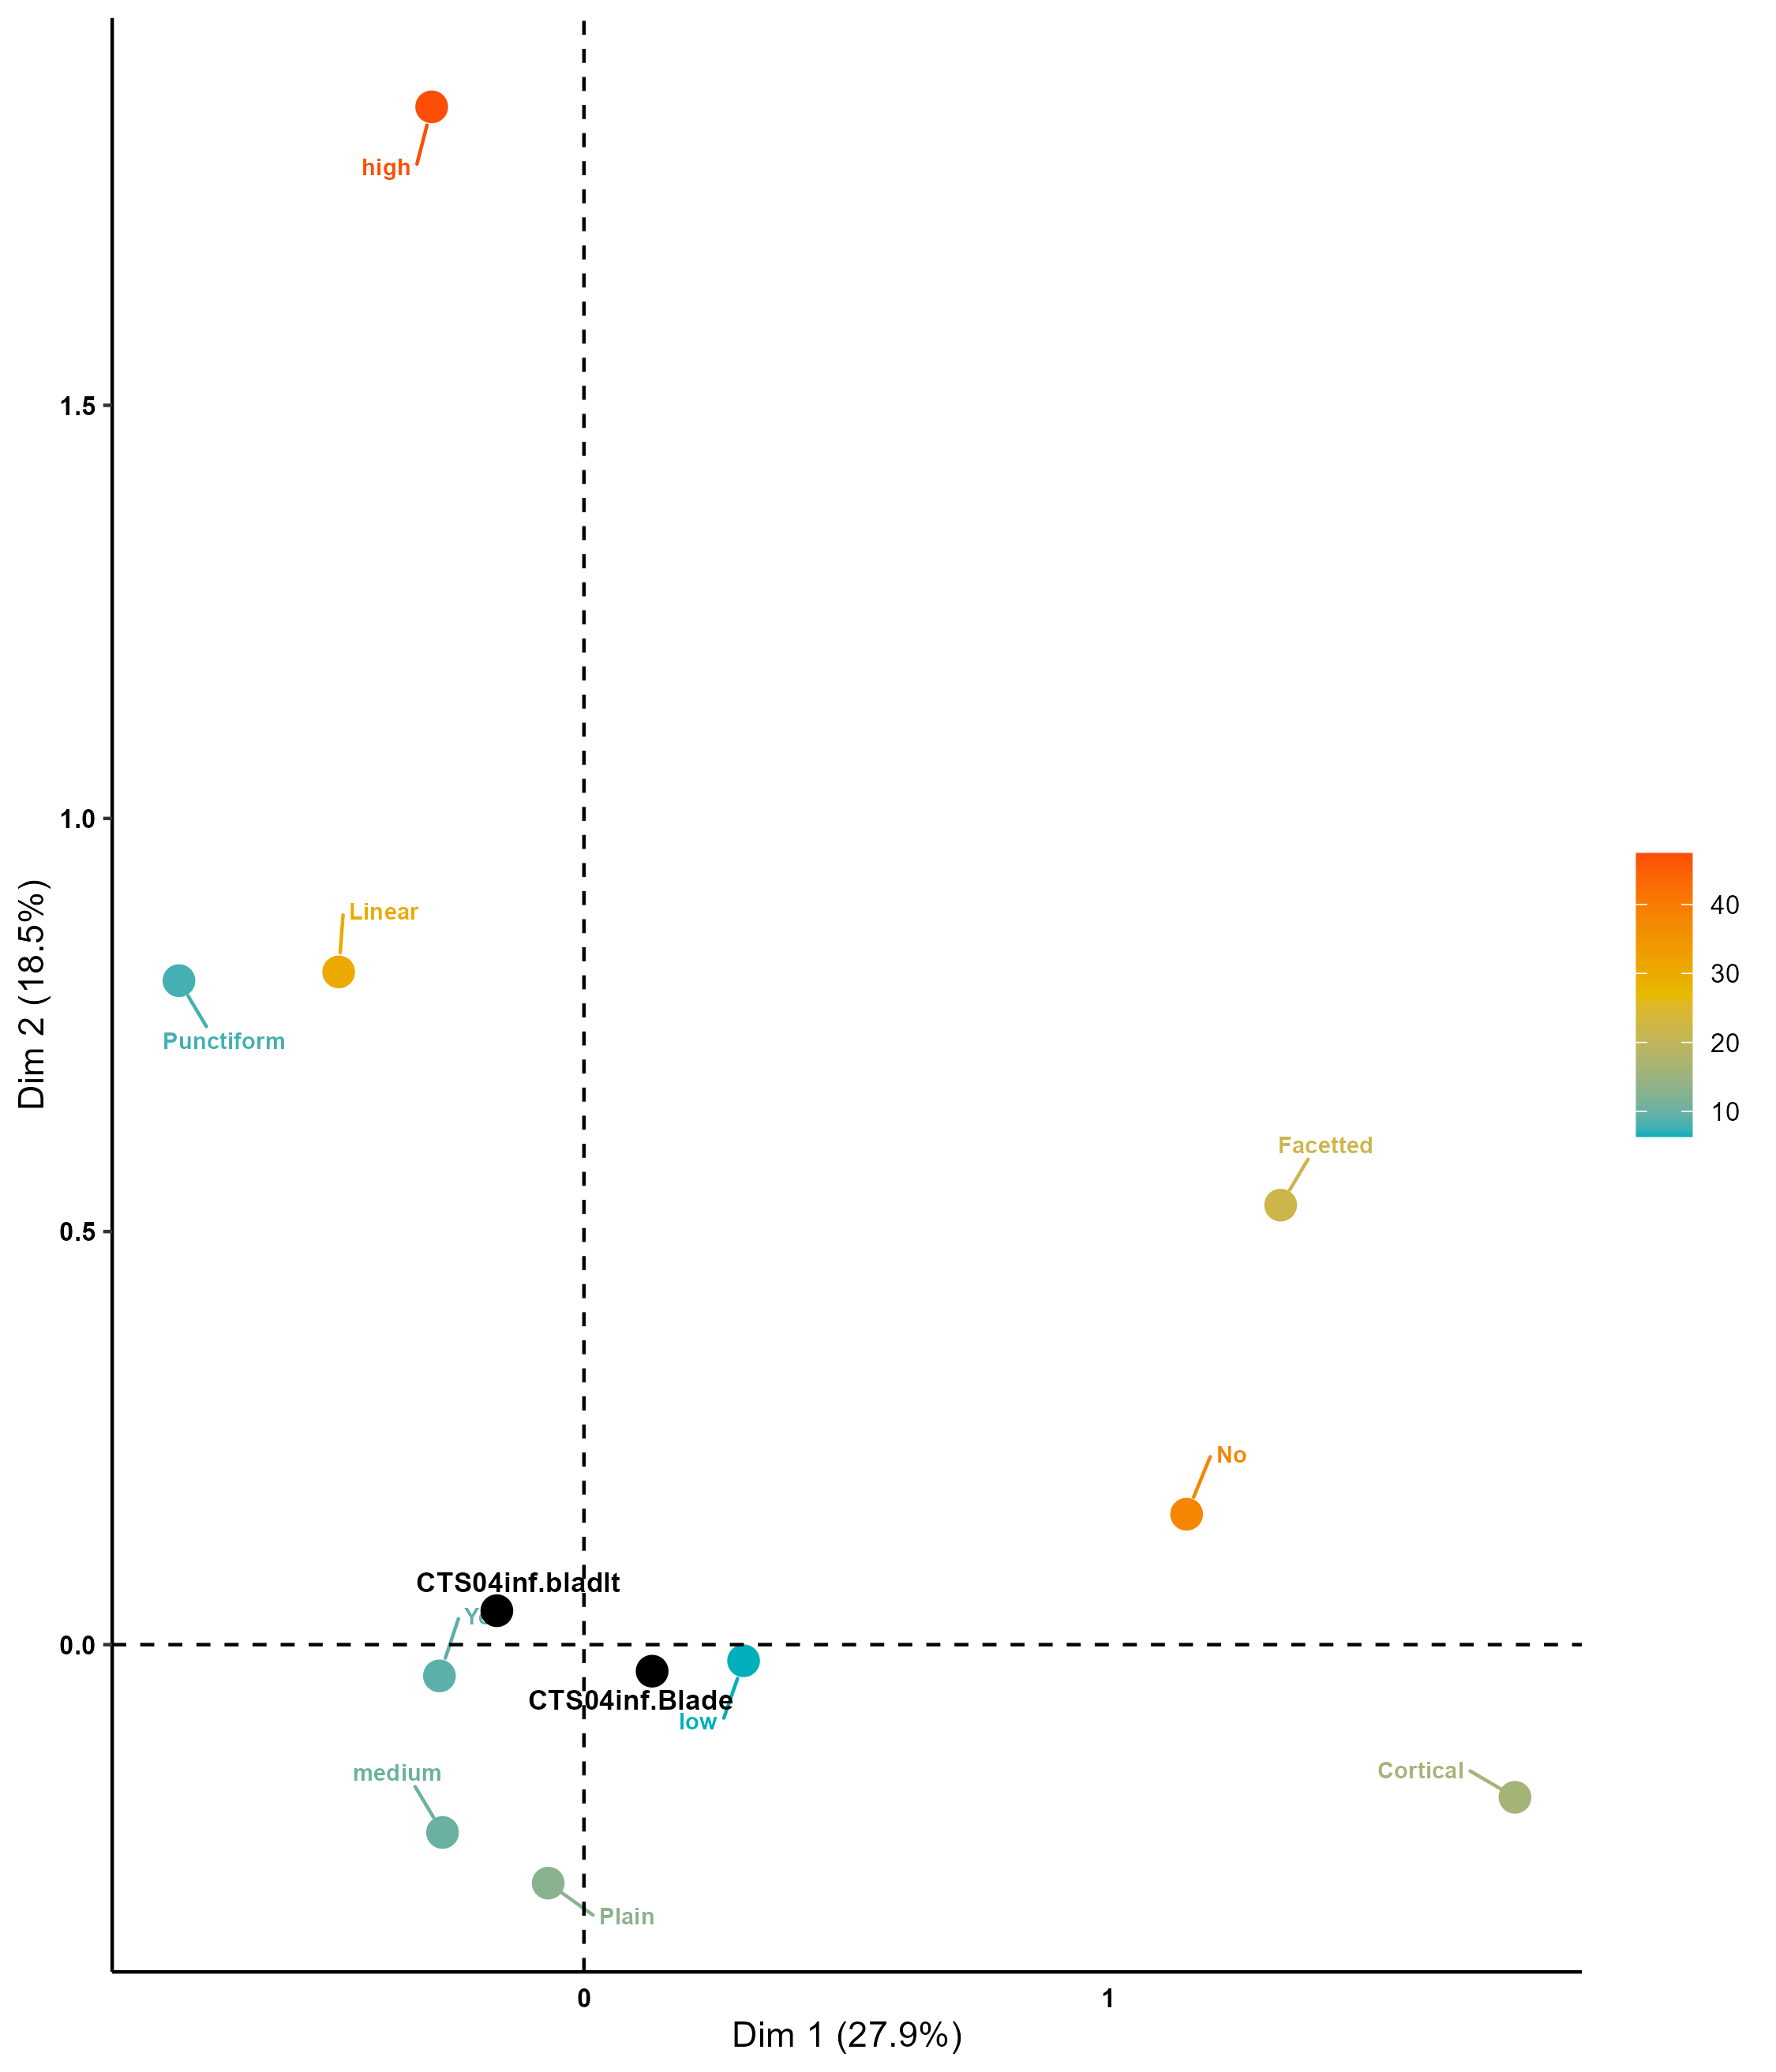 high
1.5
1.0
Linear
Punctiform
Dim 2 (18.5%)
40
30
20
10
Facetted
0.5
No
CTS04inf.bladlt
0.0
CTS04inf.Blade
low
medium
Cortical
Plain
0
1
Dim 1 (27.9%)